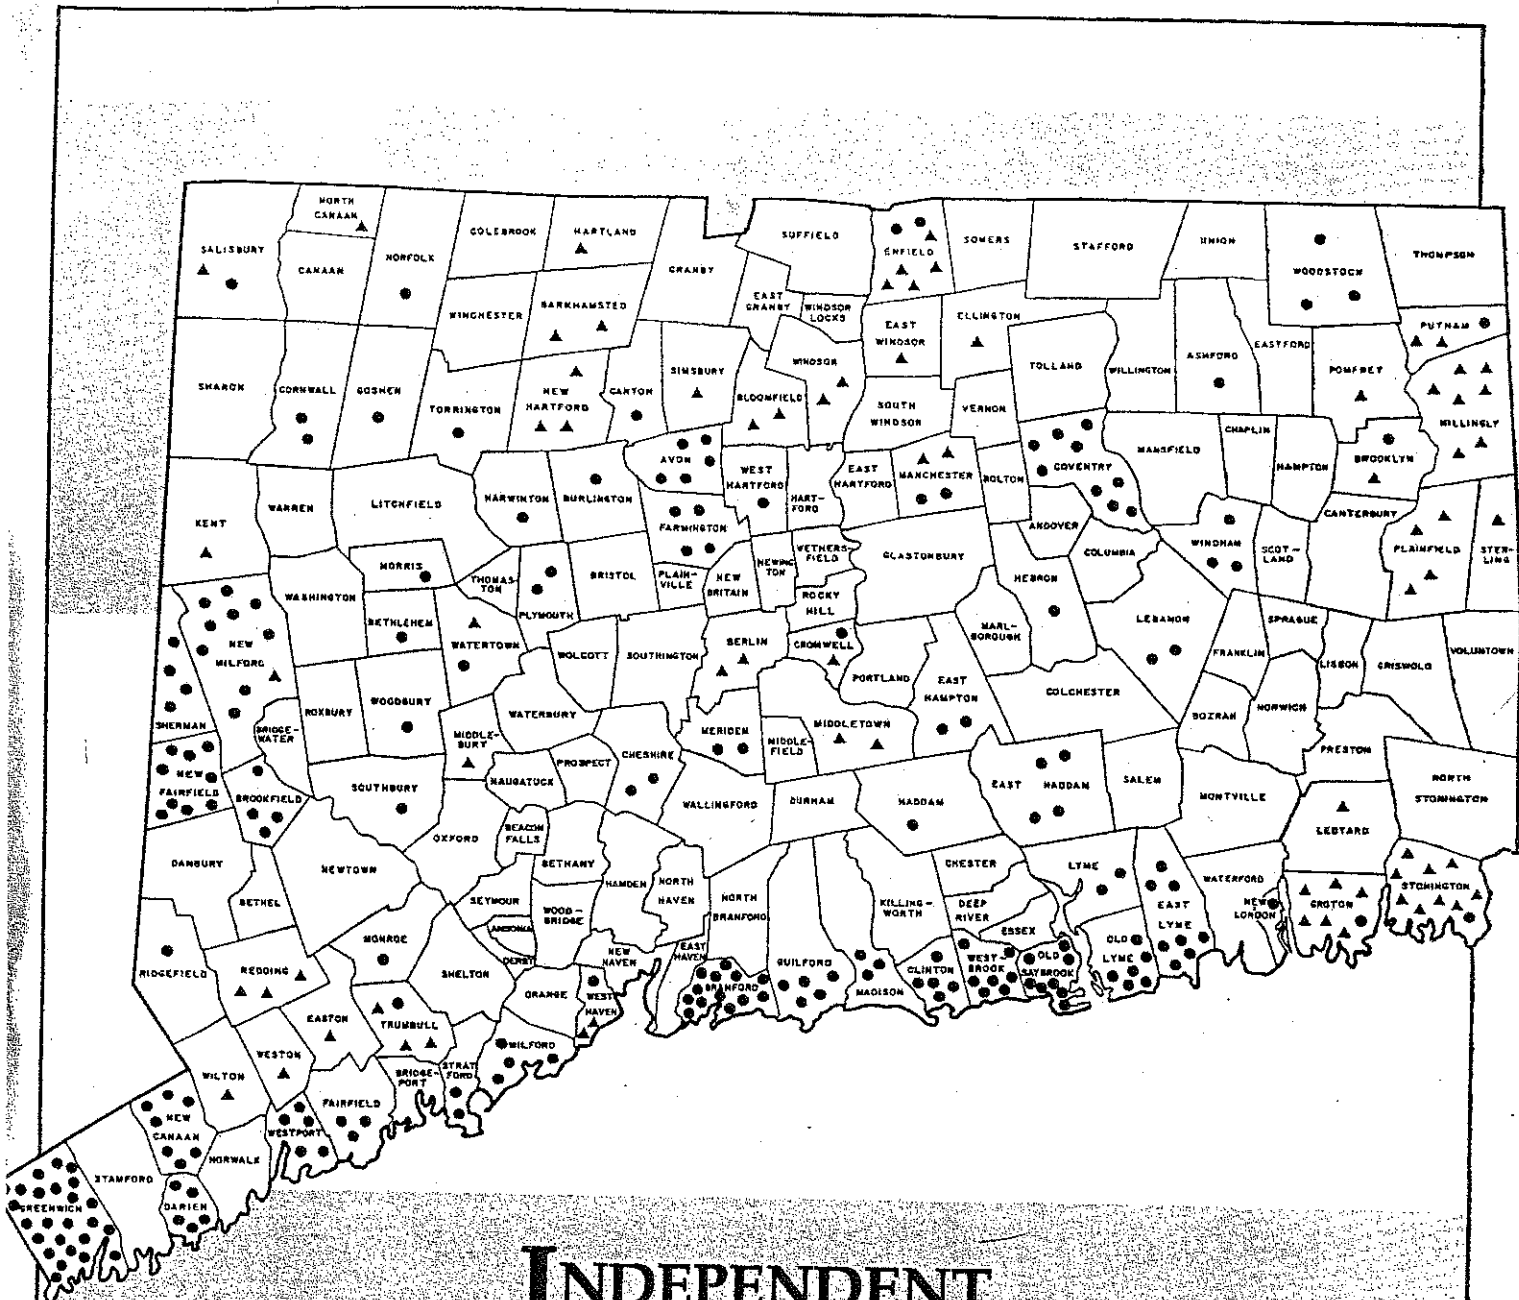 NORTH
CANAAN
SALISBURY
CANAAN
NORFOLK
COLEBROOK
HARTLAND
GRANBY
SUFFIELD
ENFIELD
SOMERS
STAFFORD
UNION
WOODSTOCK
THOMPSON
WINCHESTER
BARKHAMSTED
EAST
GRANBY
WINDSOR
LOCKS
EAST
WINDSOR
ELLINGTON
PUTNAM
SHARON
CORNWALL
GOSHEN
TORRINGTON
NEW
HARTFORD
CANTON
SIMSBURY
BLOOMFIELD
WINDSOR
SOUTH
WINDSOR
VERNON
TOLLAND
WILLINGTON
ASHFORD
EASTFORD
POMFRET
KILLINGLY
KENT
WARREN
LITCHFIELD
HARWINTON
BURLINGTON
AVON
WEST
HARTFORD
HART-
FORD
EAST
HARTFORD
MANCHESTER
BOLTON
COVENTRY
MANSFIELD
CHAPLIN
HAMPTON
BROOKLYN
FARMINGTON
CANTERBURY
PLAINFIELD
STER-
LING
WASHINGTON
MORRIS
THOMAS-
TON
PLYMOUTH
BRISTOL
PLAIN-
VILLE
NEW
BRITAIN
NEWING
TON
WETHERS-
FIELD
ROCKY
HILL
GLASTONBURY
HEBRON
ANDOVER
COLUMBIA
WINDHAM
SCOT-
LAND
NEW
MILFORD
BETHLEHEM
WATERTOWN
WOLCOTT
SOUTHINGTON
BERLIN
CROMWELL
PORTLAND
EAST
HAMPTON
MARL-
BOROUGH
LEBANON
FRANKLIN
SPRAGUE
LISBON
GRISWOLD
VOLUNTOWN
SHERMAN
BRIDGE-
WATER
ROXBURY
WOODBURY
MIDDLE-
BURY
WATERBURY
PROSPECT
CHESHIRE
MERIDEN
MIDDLE-
FIELD
MIDDLETOWN
COLCHESTER
BOZRAH
NORWICH
PRESTON
NEW
FAIRFIELD
BROOKFIELD
SOUTHBURY
NAUGATUCK
WALLINGFORD
DURHAM
HADDAM
EAST HADDAM
SALEM
MONTVILLE
NORTH
STONINGTON
LEDYARD
DANBURY
BETHEL
NEWTOWN
OXFORD
BEACON
FALLS
BETHANY
HAMDEN
NORTH
HAVEN
NORTH
BRANFORD
KILLING-
WORTH
CHESTER
DEEP
RIVER
ESSEX
LYME
EAST
LYME
WATERFORD
NEW
LONDON
GROTON
STONINGTON
RIDGEFIELD
REDDING
MONROE
SEYMOUR
ANSONIA
DERBY
WOOD-
BRIDGE
SHELTON
ORANGE
NEW
HAVEN
WEST
HAVEN
EAST
HAVEN
BRANFORD
GUILFORD
MADISON
CLINTON
WEST-
BROOK
OLD
SAYBROOK
OLD
LYME
WILTON
WESTON
EASTON
TRUMBULL
BRIDGE-
PORT
STRAT
FORD
MILFORD
FAIRFIELD
WESTPORT
NEW
CANAAN
NORWALK
STAMFORD
DARIEN
GREENWICH
INDEPENDENT